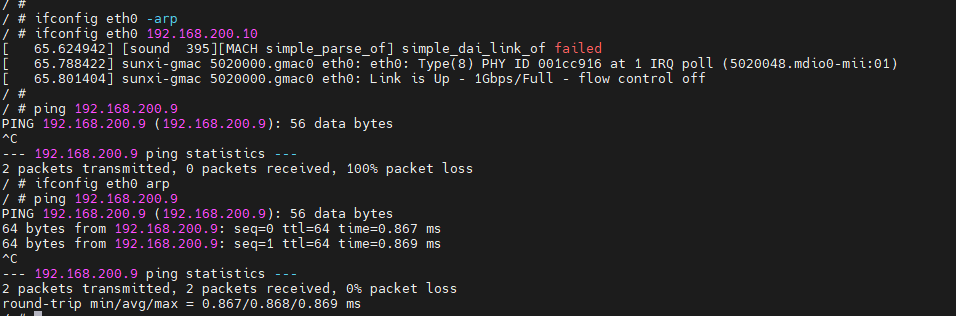 / #
/ # ifconfig eth0 -arp
/ # ifconfig eth0 192.168.200.10
[   65.624942] [sound  395][MACH simple_parse_of] simple_dai_link_of failed
[   65.788422] sunxi-gmac 5020000.gmac0 eth0: eth0: Type(8) PHY ID 001cc916 at 1 IRQ poll (5020048.mdio0-mii:01)
[   65.801404] sunxi-gmac 5020000.gmac0 eth0: Link is Up - 1Gbps/Full - flow control off
/ #
/ # ping 192.168.200.9
PING 192.168.200.9 (192.168.200.9): 56 data bytes
^C
--- 192.168.200.9 ping statistics ---
2 packets transmitted, 0 packets received, 100% packet loss
/ # ifconfig eth0 arp
/ # ping 192.168.200.9
PING 192.168.200.9 (192.168.200.9): 56 data bytes
64 bytes from 192.168.200.9: seq=0 ttl=64 time=0.867 ms
64 bytes from 192.168.200.9: seq=1 ttl=64 time=0.869 ms
^C
--- 192.168.200.9 ping statistics ---
2 packets transmitted, 2 packets received, 0% packet loss
round-trip min/avg/max = 0.867/0.868/0.869 ms
/ #